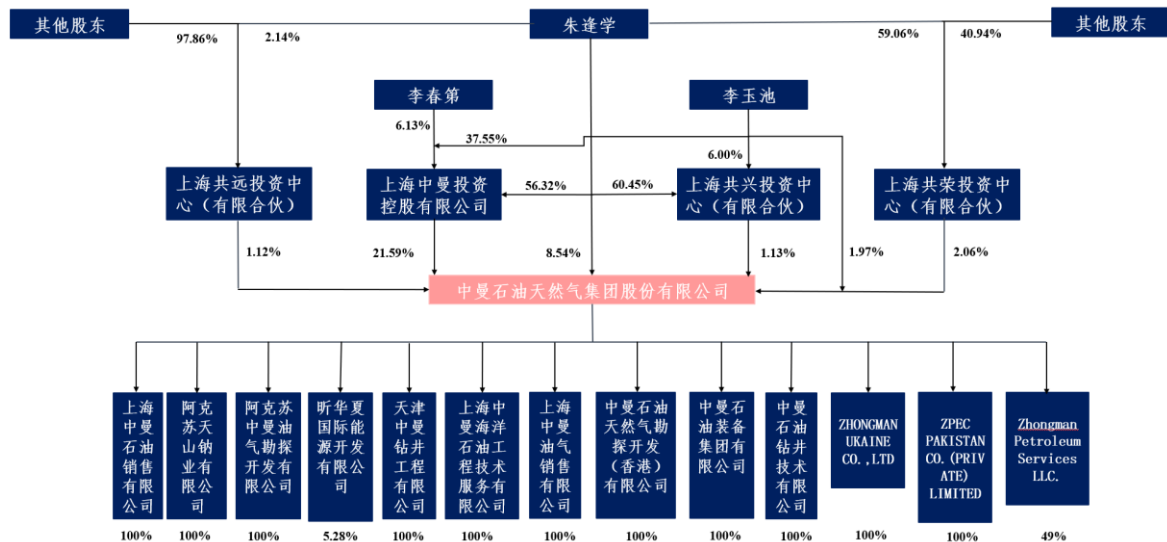 其他股东
朱逢学
其他股东
97.86%
2.14%
59.06%
40.94%
李春第
李玉池
6.13%
37.55%
6.00%
上海共远投资中
心（有限合伙）
上海中曼投资
控股有限公司
56.32%
60.45%
上海共兴投资中
心（有限合伙）
上海共荣投资中
心（有限合伙）
1.12%
21.59%
8.54%
1.13%
1.97%
2.06%
中曼石油天然气集团股份有限公司
上海
中曼
石油
销售
有限
公司
阿克
苏天
山钠
业有
限公
司
阿克苏
中曼油
气勘探
开发有
限公司
昕华夏
国际能
源开发
有限公
司
天津
中曼
钻井
工程
有限
公司
上海中
曼海洋
石油工
程技术
服务有
限公司
上海
中曼
油气
销售
有限
公司
中曼石油
天然气勘
探开发
（香港）
有限公司
中曼石
油装备
集团有
限公司
中曼
石油
钻井
技术
有限
公司
ZHONGMAN
UKAINE
CO.,LTD
ZPEC
PAKISTAN
CO.(PRIV
ATE)
LIMITED
Zhongman
Petroleum
Services
LLC.
100%
100%
100%
5.28%
100%
100%
100%
100%
100%
100%
100%
100%
49%